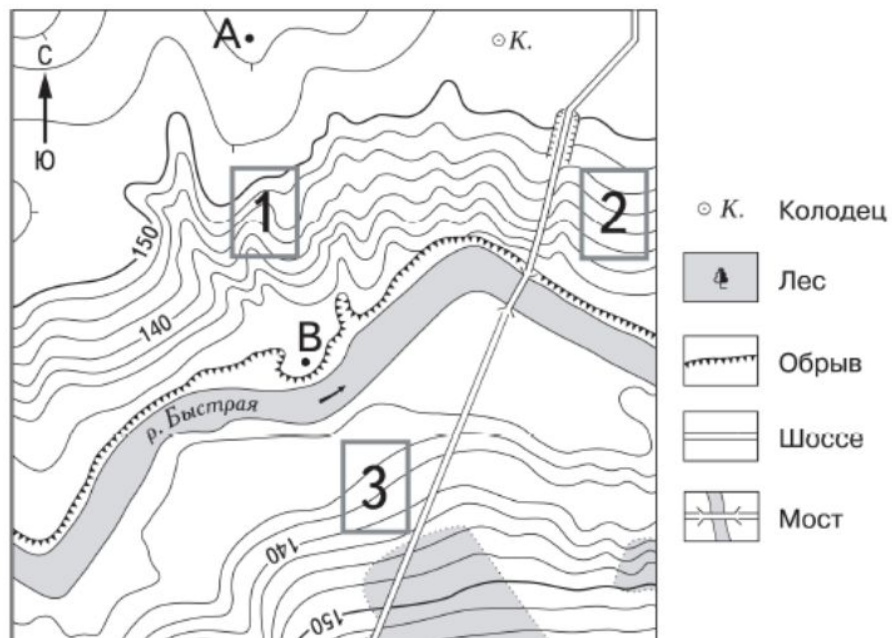 А
К.
С
Ю
1
2
150
140
В
р. Быстрая
3
140
150
К. Колодец
Лес
Обрыв
Шоссе
Мост